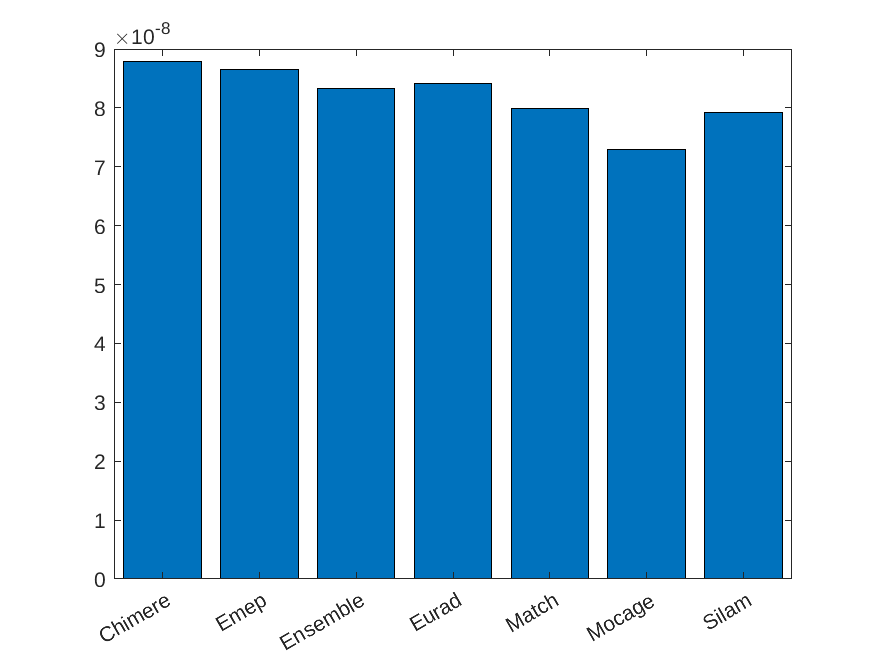 ×10-8
9
8
7
6
5
4
3
2
1
0
Chimere
Emep
Ensemble
Eurad
Match
Mocage
Silam